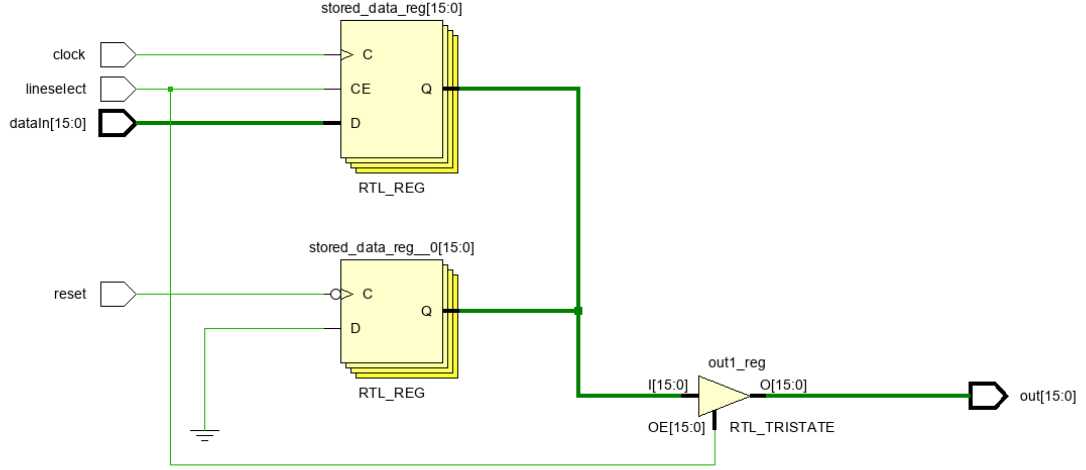 stored_data_reg[15:0]
clock
C
lineselect
CE
Q
dataIn[15:0]
D
RTL_REG
stored_data_reg__0[15:0]
reset
C
Q
D
RTL_REG
out1_reg
I[15:0]
O[15:0]
out[15:0]
OE[15:0]
RTL_TRISTATE